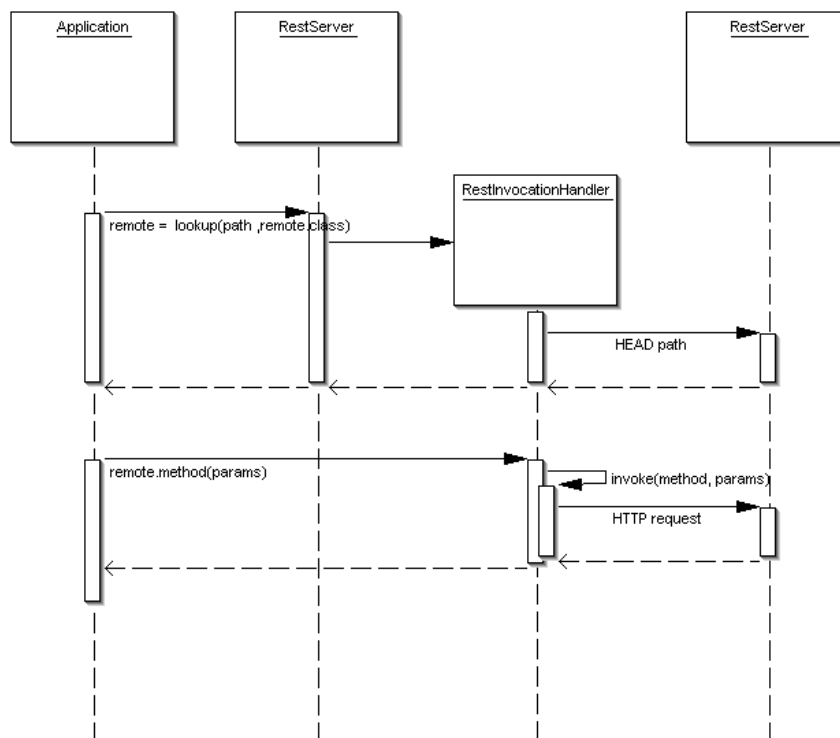 Application
RestServer
RestServer
RestInvocationHandler
remote = lookup(path ,remote.class)
HEAD path
remote.method(params)
invoke(method, params)
HTTP request